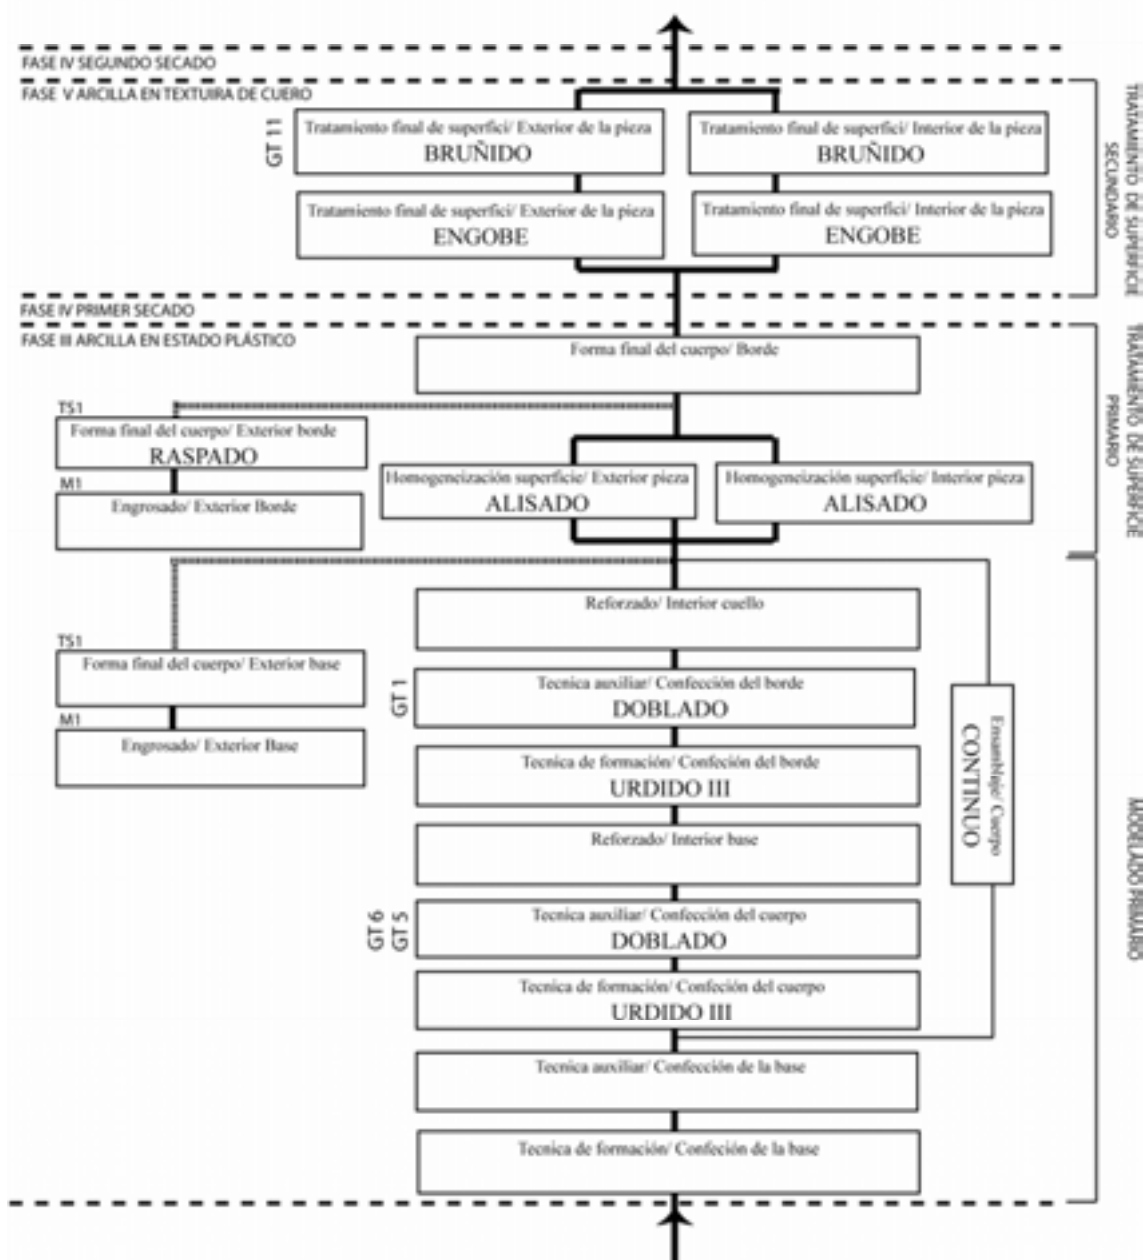 FASE IV SEGUNDO SECADO
FASE V ARCILLA EN TEXTUIRA DE CUERO
GT 11
Tratamiento final de superfici/ Exterior de la pieza
BRUÑIDO
Tratamiento final de superfici/ Interior de la pieza
BRUÑIDO
Tratamiento final de superfici/ Exterior de la pieza
ENGOBE
Tratamiento final de superfici/ Interior de la pieza
ENGOBE
TRATAMIENTO DE SUPERFICIE
SECUNDARIO
FASE IV PRIMER SECADO
FASE III ARCILLA EN ESTADO PLÁSTICO
Forma final del cuerpo/ Borde
TS1
Forma final del cuerpo/ Exterior borde
RASPADO
M1
Engrosado/ Exterior Borde
Homogeneización superficie/ Exterior pieza
ALISADO
Homogeneización superficie/ Interior pieza
ALISADO
TRATAMIENTO DE SUPERFICIE
PRIMARIO
Reforzado/ Interior cuello
TS1
Forma final del cuerpo/ Exterior base
M1
Engrosado/ Exterior Base
GT 1
Tecnica auxiliar/ Confección del borde
DOBLADO
Tecnica de formación/ Confeción del borde
URDIDO III
Reforzado/ Interior base
GT 6
GT 5
Tecnica auxiliar/ Confección del cuerpo
DOBLADO
Tecnica de formación/ Confeción del cuerpo
URDIDO III
Ensamblaje/ Cuerpo
CONTINUO
Tecnica auxiliar/ Confección de la base
Tecnica de formación/ Confeción de la base
MODELADO PRIMARIO